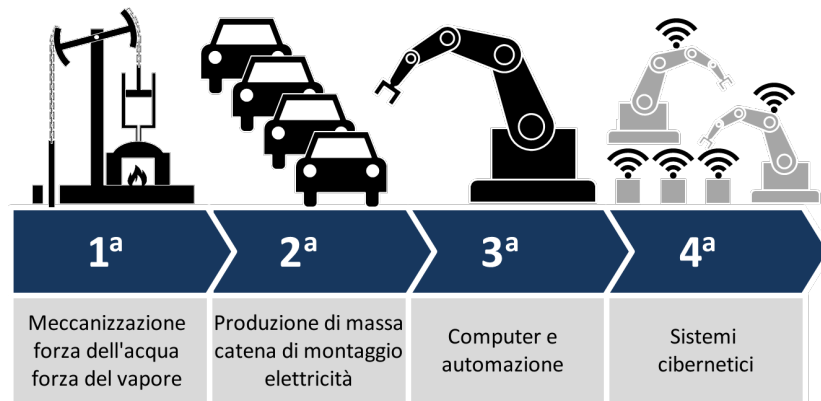 1ª
2ª
3ª
4ª
Meccanizzazione
forza dell'acqua
forza del vapore
Produzione di massa
catena di montaggio
elettricità
Computer e
automazione
Sistemi
cibernetici